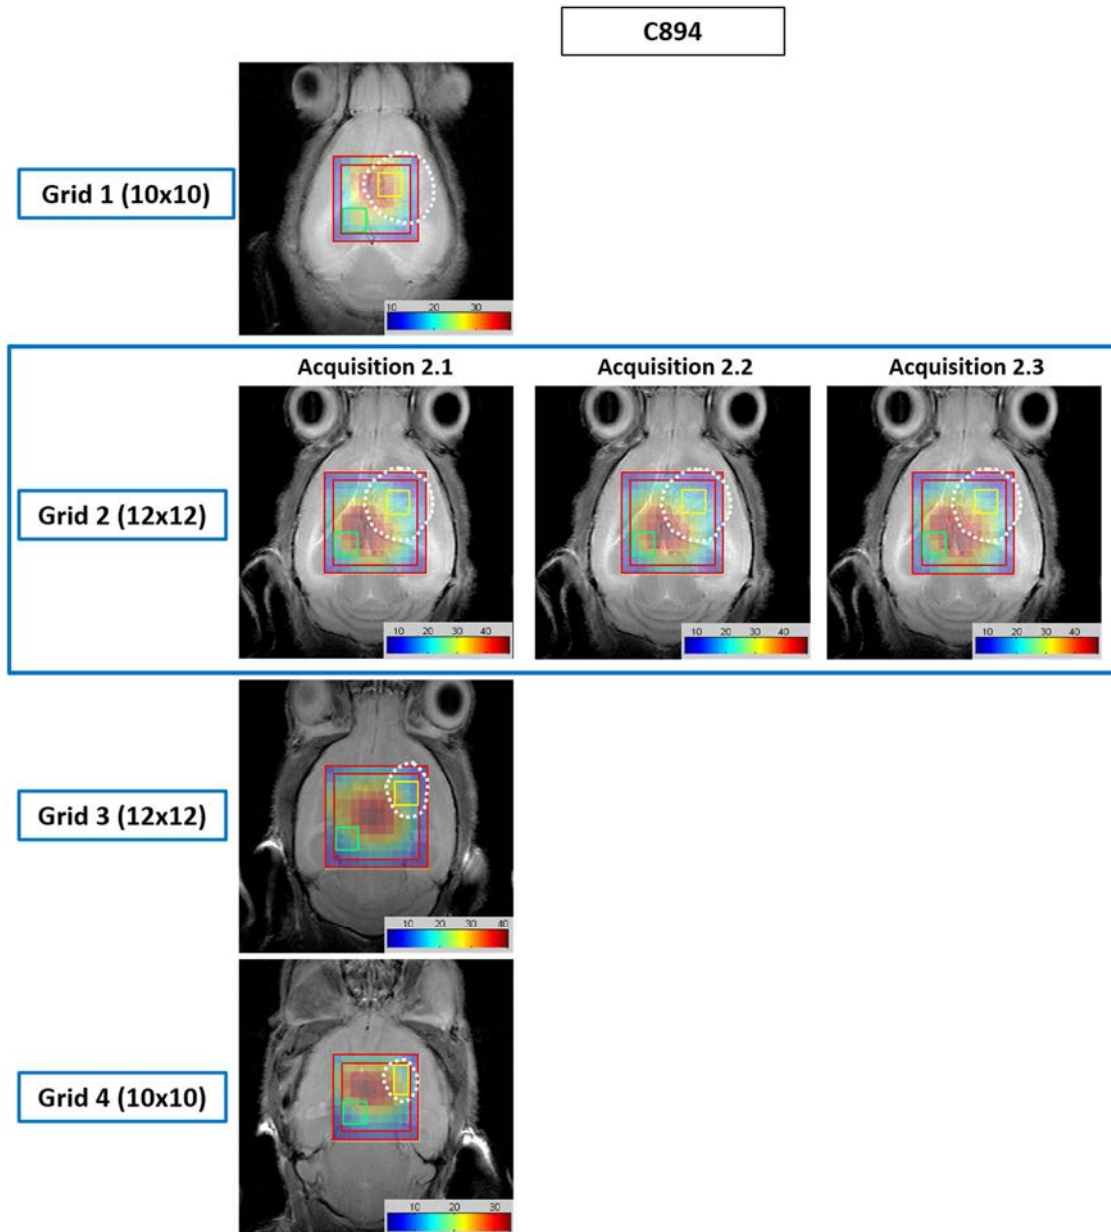 C894
Grid 1 (10x10)
10 20 30
Acquisition 2.1 Acquisition 2.2 Acquisition 2.3
Grid 2 (12x12)
10 20 30 40 10 20 30 40 10 20 30 40
Grid 3 (12x12)
10 20 30 40
Grid 4 (10x10)
10 20 30